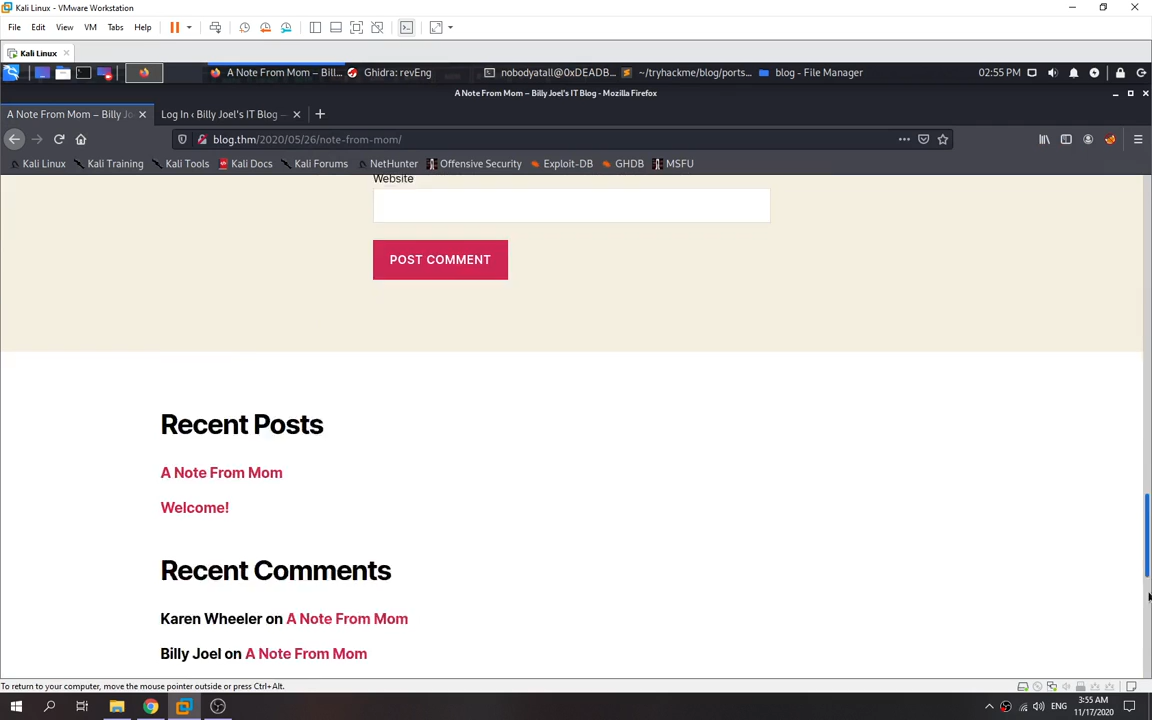 Kali Linux - VMware Workstation
File Edit View VM Tabs Help
Kali Linux
A Note From Mom – Bill... Ghidra: revEng nobodyatall@0xDEADB... ~/tryhackme/blog/ports... blog - File Manager 02:55 PM
A Note From Mom – Billy Joel's IT Blog - Mozilla Firefox
A Note From Mom – Billy Jo Log In ‹ Billy Joel's IT Blog —
blog.thm/2020/05/26/note-from-mom/
Kali Linux Kali Training Kali Tools Kali Docs Kali Forums NetHunter Offensive Security Exploit-DB GHDB MSFU
Website
POST COMMENT
Recent Posts
A Note From Mom
Welcome!
Recent Comments
Karen Wheeler on A Note From Mom
Billy Joel on A Note From Mom
To return to your computer, move the mouse pointer outside or press Ctrl+Alt.
ENG 3:55 AM
11/17/2020